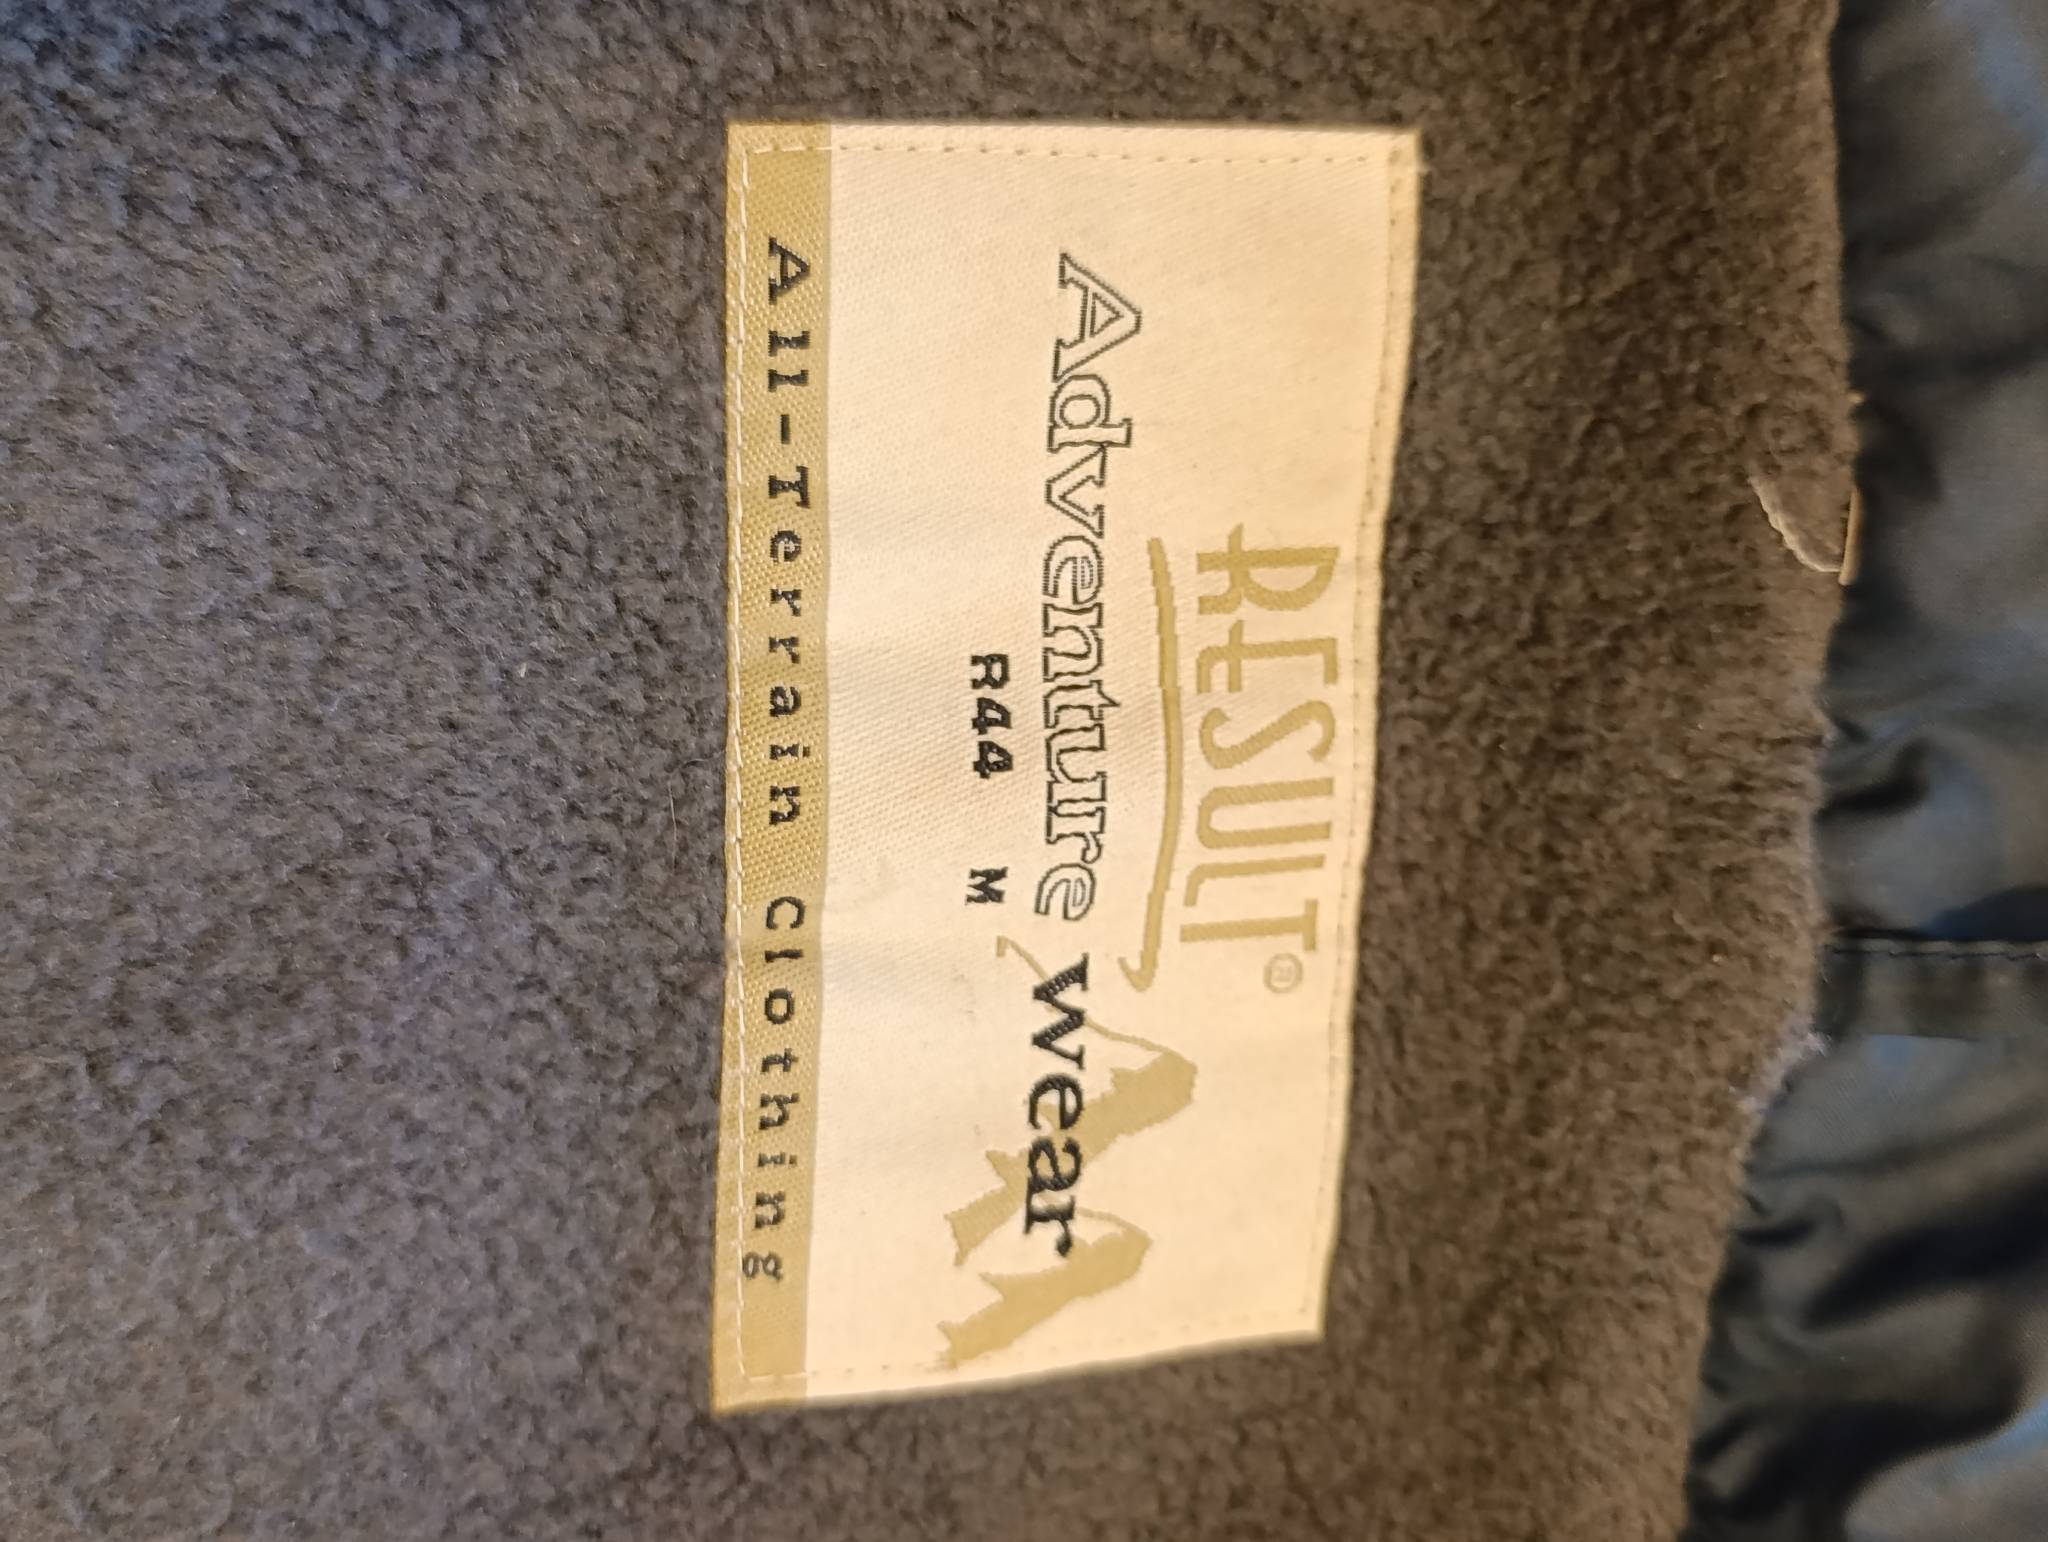 RESULT®
Adventure wear
R44 M
All-Terrain Clothing